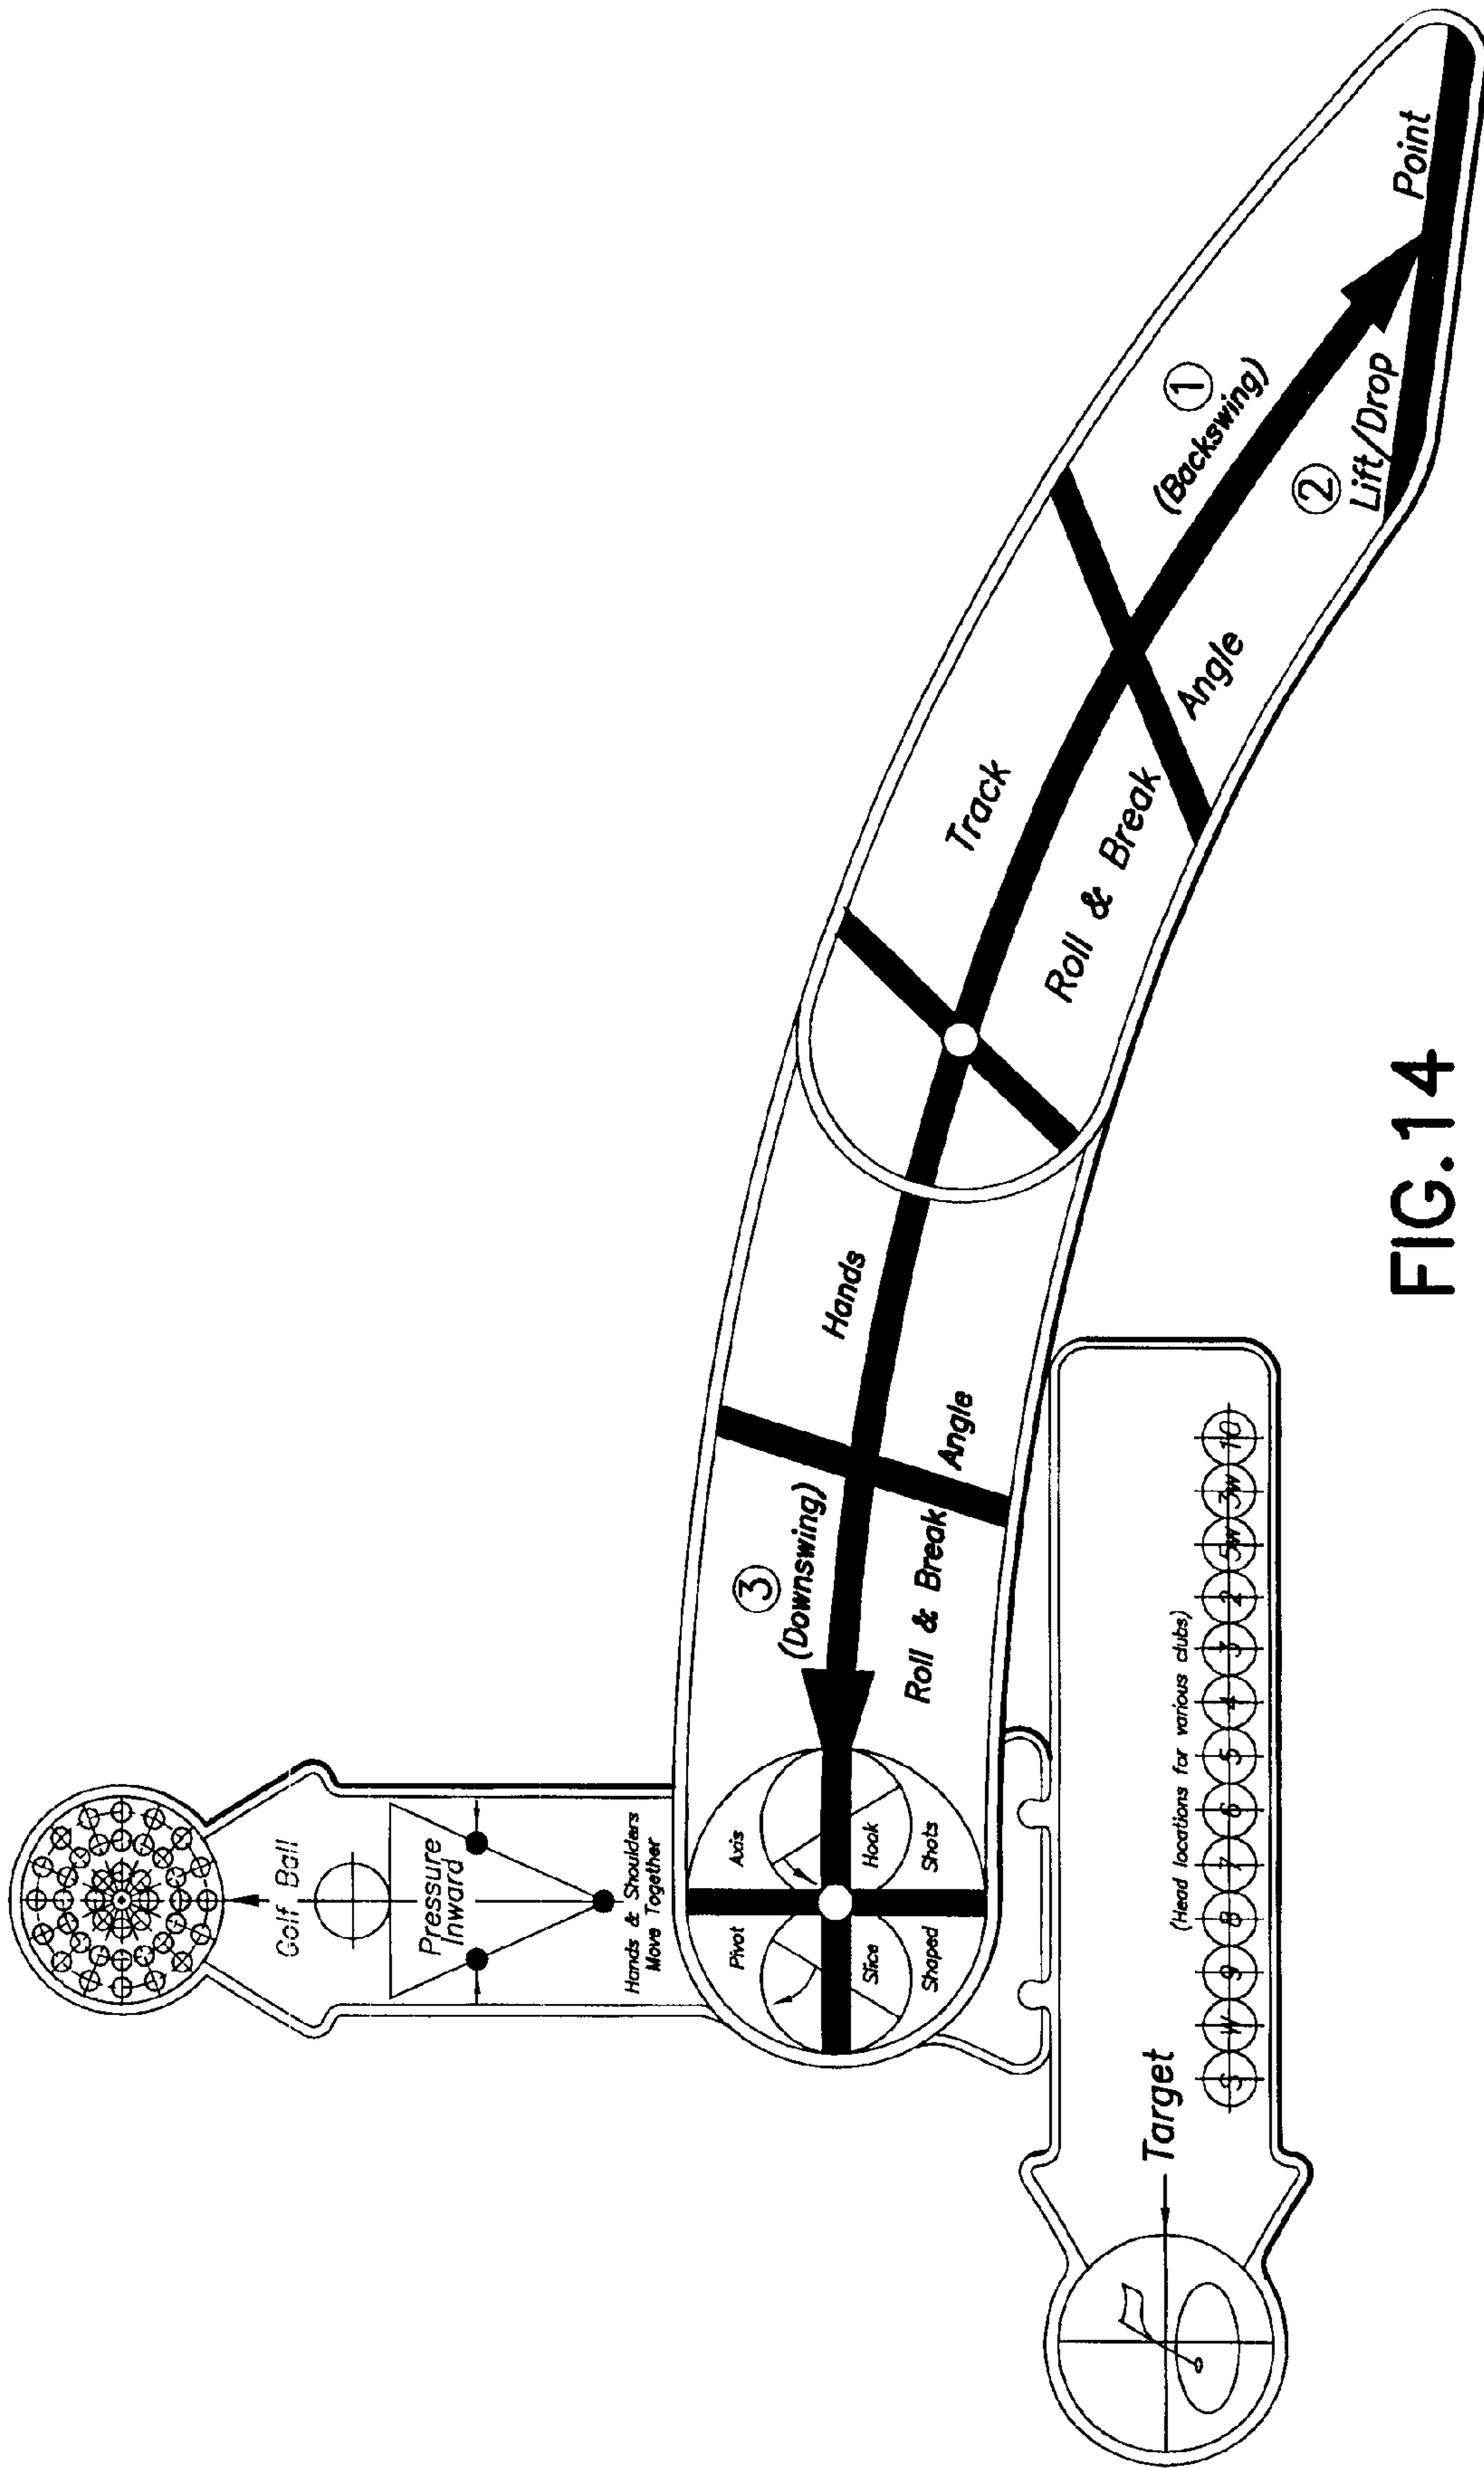 Golf Ball
Pressure
Inward
Hands & Shoulders
Move Together
Pivot Axis
Slice Hook
Shaped Shots
③
(Downswing)
Hands
Roll & Break Angle
Track
Roll & Break Angle
①
(Backswing)
②
Lift/Drop Point
Target
(Head locations for various clubs)
S W 9 8 7 6 5 4 3 2 5W 3W 10
FIG.14